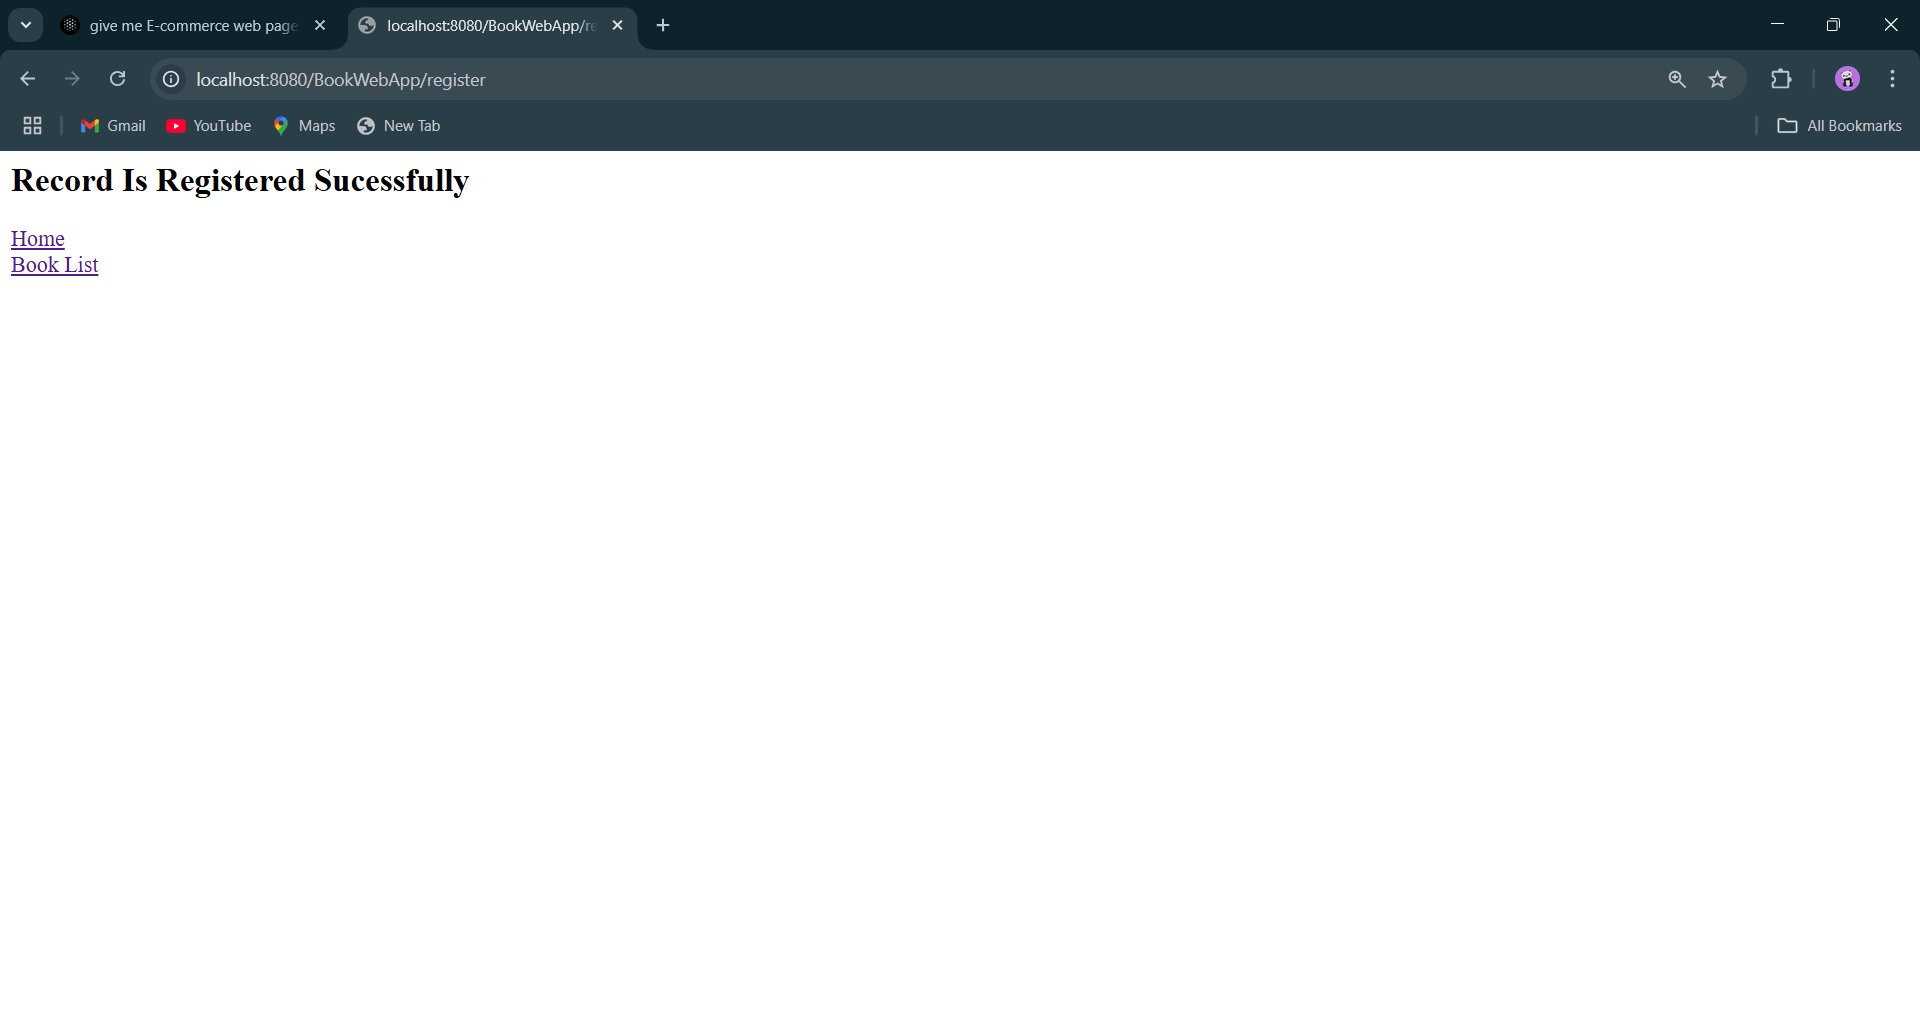 give me E-commerce web page
localhost:8080/BookWebApp/re
localhost:8080/BookWebApp/register
Gmail
YouTube
Maps
New Tab
All Bookmarks
Record Is Registered Sucessfully
Home
Book List